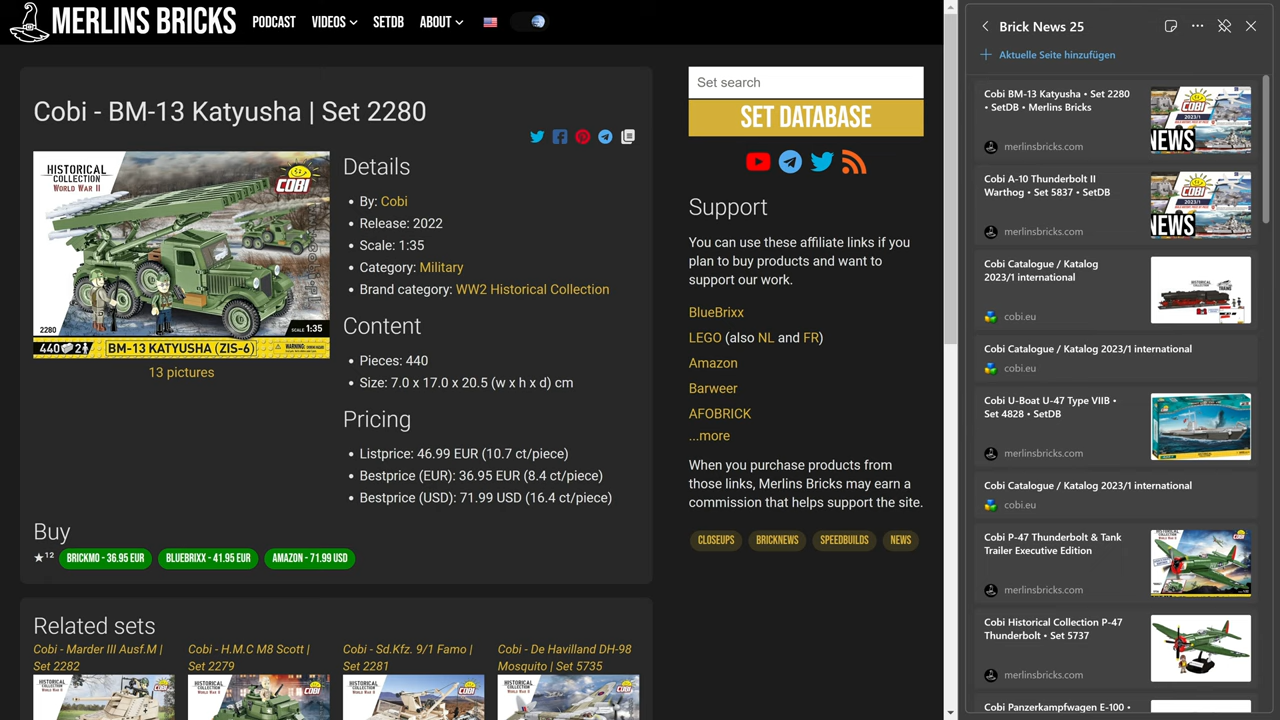 MERLINS BRICKS
PODCAST
VIDEOS
SETDB
ABOUT
Cobi - BM-13 Katyusha | Set 2280
HISTORICAL
COLLECTION
WORLD WAR II
COBI
2280
SCALE 1:35
440
2
BM-13 KATYUSHA (ZIS-6)
WARNING:
13 pictures
Details
By: Cobi
Release: 2022
Scale: 1:35
Category: Military
Brand category: WW2 Historical Collection
Content
Pieces: 440
Size: 7.0 x 17.0 x 20.5 (w x h x d) cm
Pricing
Listprice: 46.99 EUR (10.7 ct/piece)
Bestprice (EUR): 36.95 EUR (8.4 ct/piece)
Bestprice (USD): 71.99 USD (16.4 ct/piece)
Buy
★12
BRICKMO - 36.95 EUR
BLUEBRIXX - 41.95 EUR
AMAZON - 71.99 USD
Related sets
Cobi - Marder III Ausf.M |
Set 2282
Cobi - H.M.C M8 Scott |
Set 2279
Cobi - Sd.Kfz. 9/1 Famo |
Set 2281
Cobi - De Havilland DH-98
Mosquito | Set 5735
Set search
SET DATABASE
Support
You can use these affiliate links if you
plan to buy products and want to
support our work.
BlueBrixx
LEGO (also NL and FR)
Amazon
Barweer
AFOBRICK
...more
When you purchase products from
those links, Merlins Bricks may earn a
commission that helps support the site.
CLOSEUPS
BRICKNEWS
SPEEDBUILDS
NEWS
Brick News 25
Aktuelle Seite hinzufügen
Cobi BM-13 Katyusha • Set 2280
• SetDB • Merlins Bricks
merlinsbricks.com
COBI
2023/1
NEWS
Cobi A-10 Thunderbolt II
Warthog • Set 5837 • SetDB
merlinsbricks.com
COBI
2023/1
NEWS
Cobi Catalogue / Katalog
2023/1 international
cobi.eu
Cobi Catalogue / Katalog 2023/1 international
cobi.eu
Cobi U-Boat U-47 Type VIIB •
Set 4828 • SetDB
merlinsbricks.com
Cobi Catalogue / Katalog 2023/1 international
cobi.eu
Cobi P-47 Thunderbolt & Tank
Trailer Executive Edition
merlinsbricks.com
Cobi Historical Collection P-47
Thunderbolt • Set 5737
merlinsbricks.com
Cobi Panzerkampfwagen E-100 •